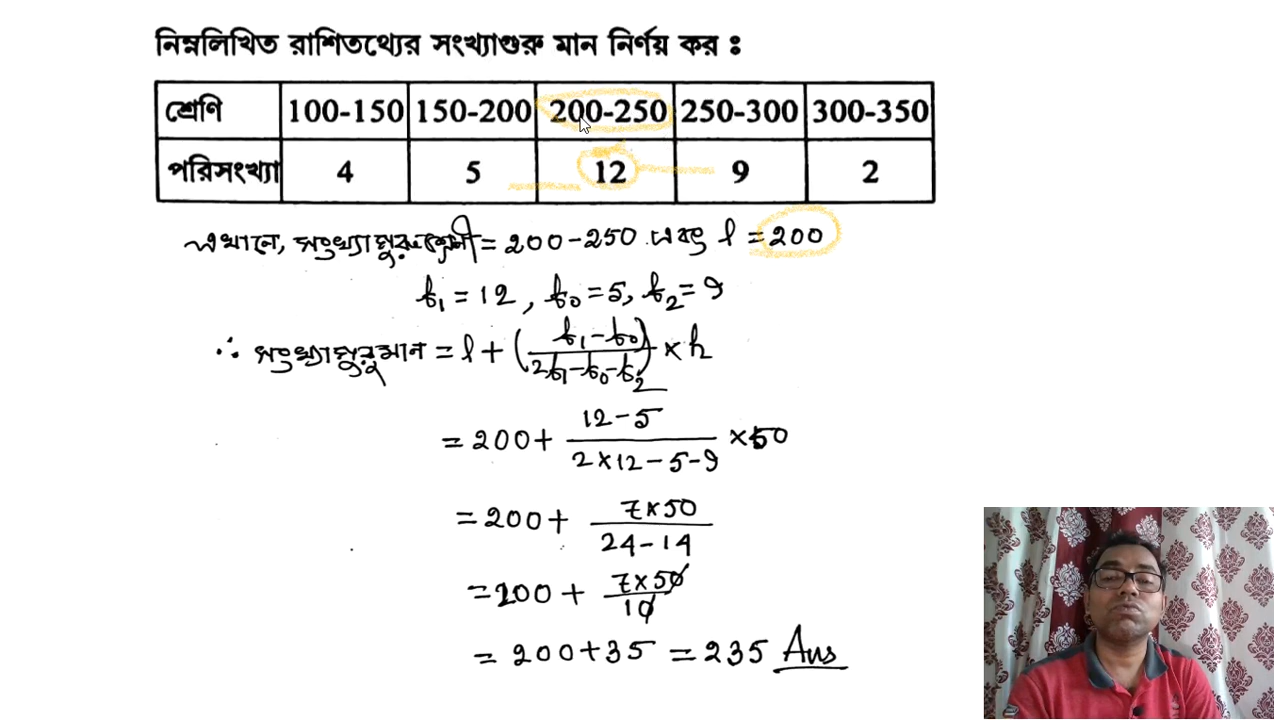 নিম্নলিখিত রাশিতথ্যের সংখ্যাগুরু মান নির্ণয় কর :
শ্রেণি 100-150 150-200 200-250 250-300 300-350
পরিসংখ্যা 4 5 12 9 2
এখানে, সংখ্যাগুরু শ্রেণী = 200-250 এবং l = 200
f₁ = 12, f₀ = 5, f₂ = 9
∴ সংখ্যাগুরুমান = l + (f₁-f₀ / 2f₁-f₀-f₂) × h
= 200 + 12-5 / 2×12-5-9 × 50
= 200 + 7×50 / 24-14
= 200 + 7×50 / 10
= 200+35 = 235 Ans